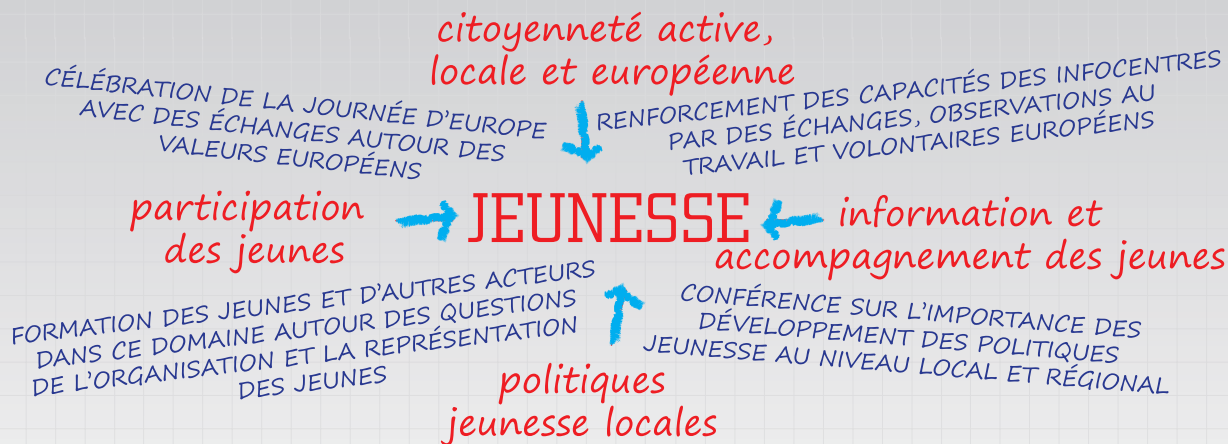 citoyenneté active,
locale et européenne
CÉLÉBRATION DE LA JOURNÉE D'EUROPE
AVEC DES ÉCHANGES AUTOUR DES
VALEURS EUROPÉENS
RENFORCEMENT DES CAPACITÉS DES INFOCENTRES
PAR DES ÉCHANGES, OBSERVATIONS AU
TRAVAIL ET VOLONTAIRES EUROPÉENS
participation
des jeunes
JEUNESSE
information et
accompagnement des jeunes
FORMATION DES JEUNES ET D'AUTRES ACTEURS
DANS CE DOMAINE AUTOUR DES QUESTIONS
DE L'ORGANISATION ET LA REPRÉSENTATION
DES JEUNES
CONFÉRENCE SUR L'IMPORTANCE DES
DÉVELOPPEMENT DES POLITIQUES
JEUNESSE AU NIVEAU LOCAL ET RÉGIONAL
politiques
jeunesse locales